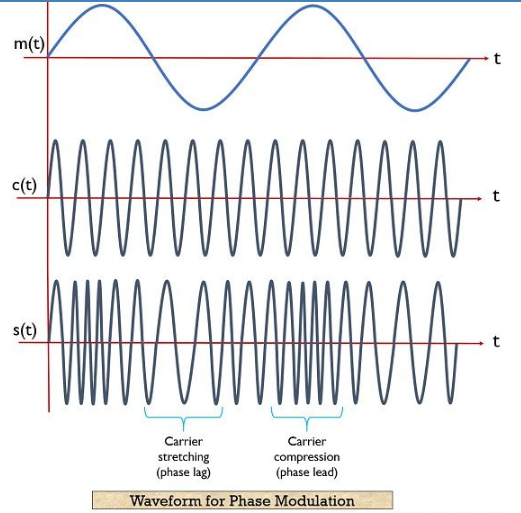 m(t)
t
c(t)
t
s(t)
t
Carrier
stretching
(phase lag)
Carrier
compression
(phase lead)
Waveform for Phase Modulation